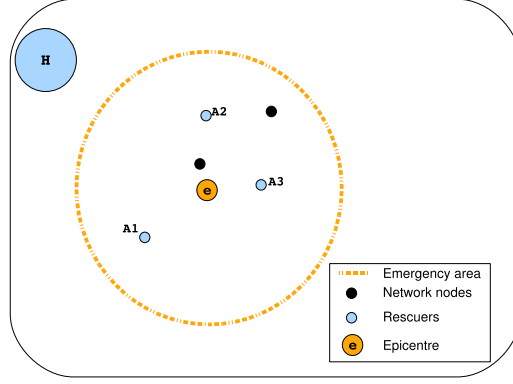 H
A2
A3
e
A1
Emergency area
Network nodes
Rescuers
e Epicentre